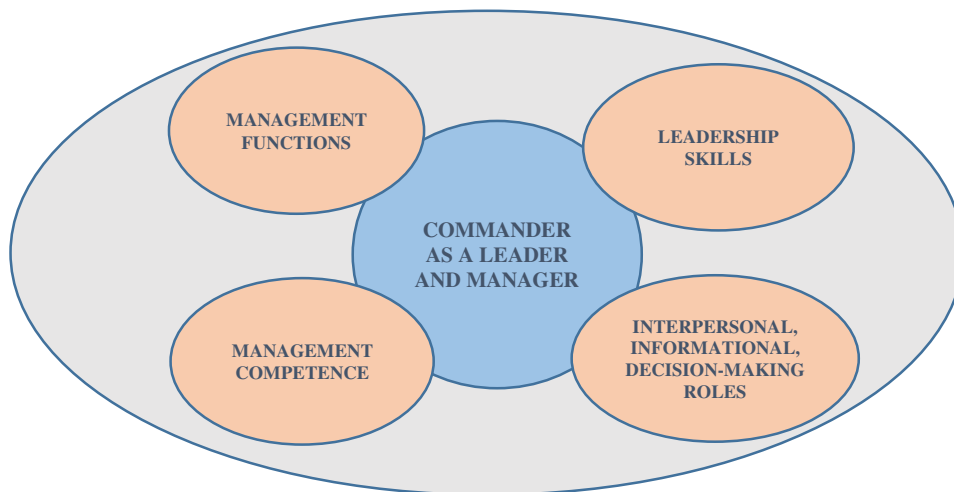 MANAGEMENT
FUNCTIONS
LEADERSHIP
SKILLS
COMMANDER
AS A LEADER
AND MANAGER
MANAGEMENT
COMPETENCE
INTERPERSONAL,
INFORMATIONAL,
DECISION-MAKING
ROLES